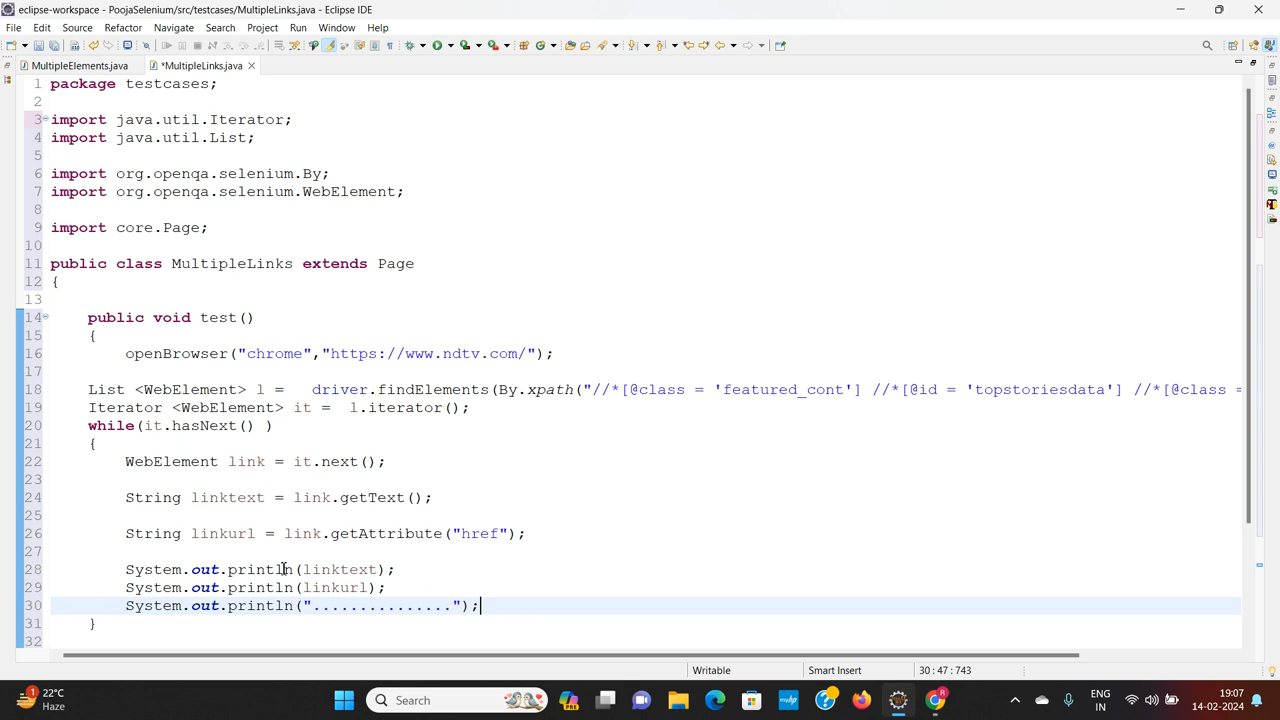 eclipse-workspace - PoojaSelenium/src/testcases/MultipleLinks.java - Eclipse IDE
File Edit Source Refactor Navigate Search Project Run Window Help
MultipleElements.java *MultipleLinks.java
1 package testcases;
2
3 import java.util.Iterator;
4 import java.util.List;
5
6 import org.openqa.selenium.By;
7 import org.openqa.selenium.WebElement;
8
9 import core.Page;
10
11 public class MultipleLinks extends Page
12 {
13
14 public void test()
15 {
16 openBrowser("chrome","https://www.ndtv.com/");
17
18 List <WebElement> l = driver.findElements(By.xpath("//*[@class = 'featured_cont'] //*[@id = 'topstoriesdata'] //*[@class =
19 Iterator <WebElement> it = l.iterator();
20 while(it.hasNext() )
21 {
22 WebElement link = it.next();
23
24 String linktext = link.getText();
25
26 String linkurl = link.getAttribute("href");
27
28 System.out.println(linktext);
29 System.out.println(linkurl);
30 System.out.println("...............");
31 }
32
Writable Smart Insert 30 : 47 : 743
1 22°C Haze
Search
PRE
ENG IN
19:07
14-02-2024